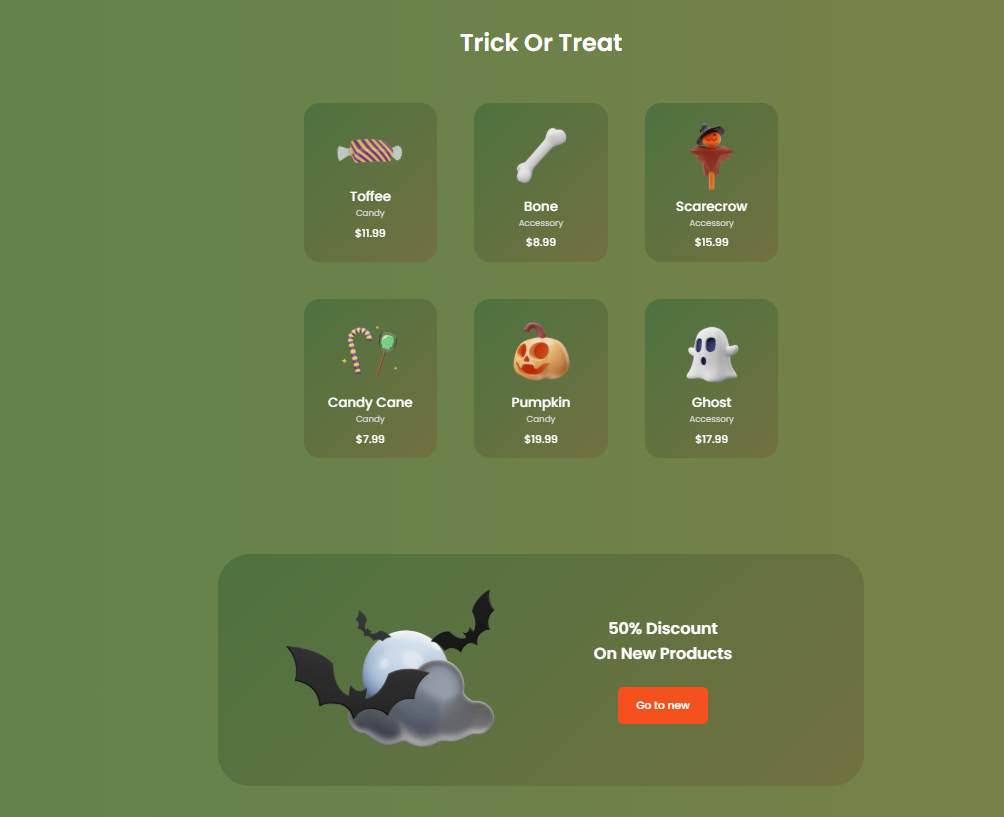 Trick Or Treat
Toffee
Candy
$11.99
Bone
Accessory
$8.99
Scarecrow
Accessory
$15.99
Candy Cane
Candy
$7.99
Pumpkin
Candy
$19.99
Ghost
Accessory
$17.99
50% Discount
On New Products
Go to new